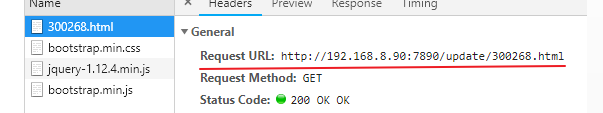 Name
Headers Preview Response Timing
300268.html
bootstrap.min.css
jquery-1.12.4.min.js
bootstrap.min.js
▼ General
Request URL: http://192.168.8.90:7890/update/300268.html
Request Method: GET
Status Code: 200 OK OK